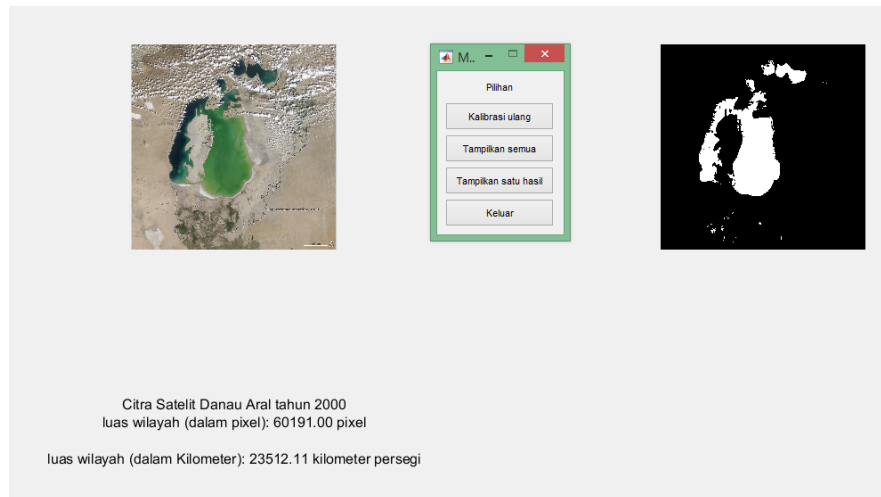 M..
Pilihan
Kalibrasi ulang
Tampilkan semua
Tampilkan satu hasil
Keluar
Citra Satelit Danau Aral tahun 2000
luas wilayah (dalam pixel): 60191.00 pixel
luas wilayah (dalam Kilometer): 23512.11 kilometer persegi